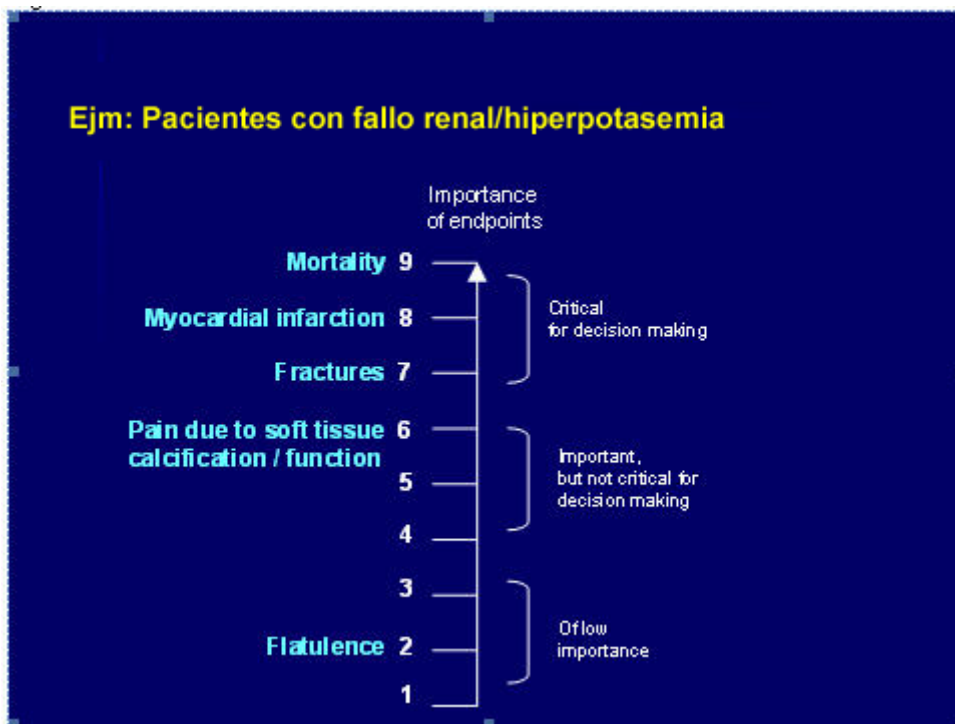 Ejm: Pacientes con fallo renal/hiperpotasemia
Importance
of endpoints
Mortality 9
Myocardial infarction 8
Fractures 7
Pain due to soft tissue 6
calcification / function
5
4
3
Flatulence 2
1
Critical
for decision making
Important,
but not critical for
decision making
Of low
importance